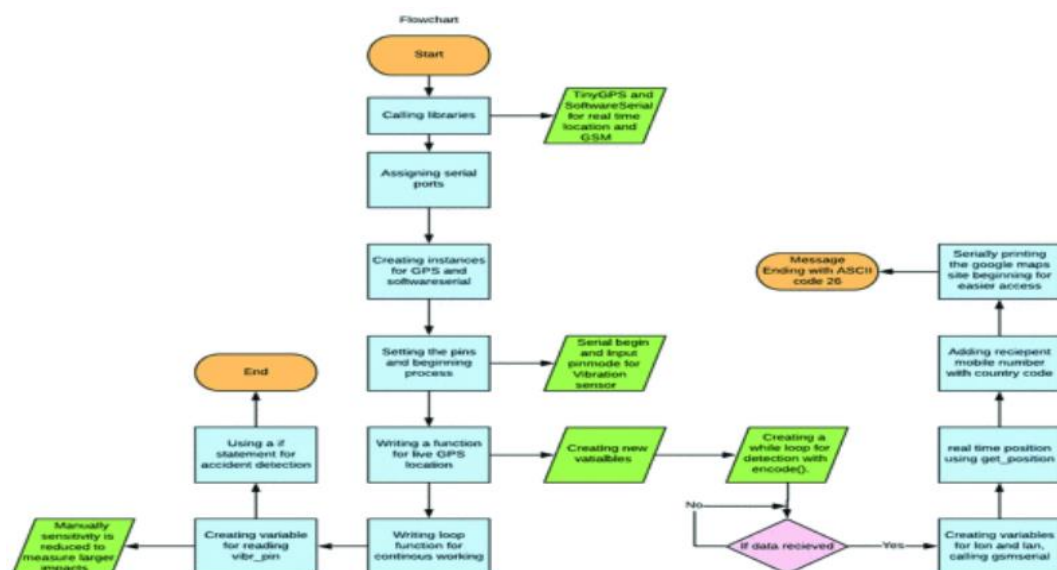 Flowchart
Start
Calling libraries
TinyGPS and
SoftwareSerial
for real time
location and
GSM
Assigning serial
ports
Creating instances
for GPS and
softwareserial
Setting the pins
and beginning
process
Serial begin
and Iinput
pinmode for
Vibration
sensor
Writing a function
for live GPS
location
Creating new
vatialbles
Creating a
while loop for
detection with
encode().
Writing loop
function for
continous working
Creating variable
for reading
vibr_pin
Manually
sensitivity is
reduced to
measure larger
impacts
Using a if
statement for
accident detection
End
No
If data recieved
Yes
Creating variables
for lon and lan,
calling gsmserial
real time position
using get_position
Adding reciepent
mobile number
with country code
Serially printing
the google maps
site beginning for
easier access
Message
Ending with ASCII
code 26